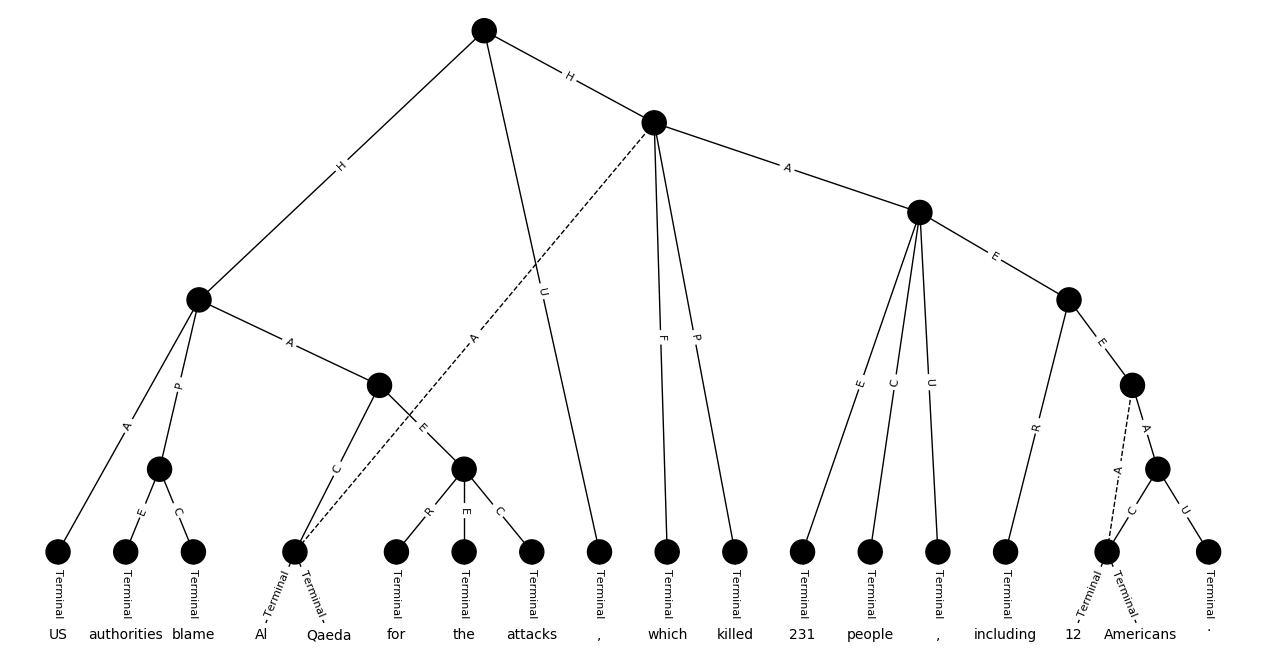 H
H
A
H
A
U
E
A
F
P
A
P
E
C
U
E
A
A
E
R
A
C
A
E
C
R
E
C
C
U
Terminal Terminal Terminal Terminal Terminal Terminal Terminal Terminal Terminal Terminal Terminal Terminal Terminal Terminal Terminal Terminal Terminal Terminal
US authorities blame Al Qaeda for the attacks , which killed 231 people , including 12 Americans .